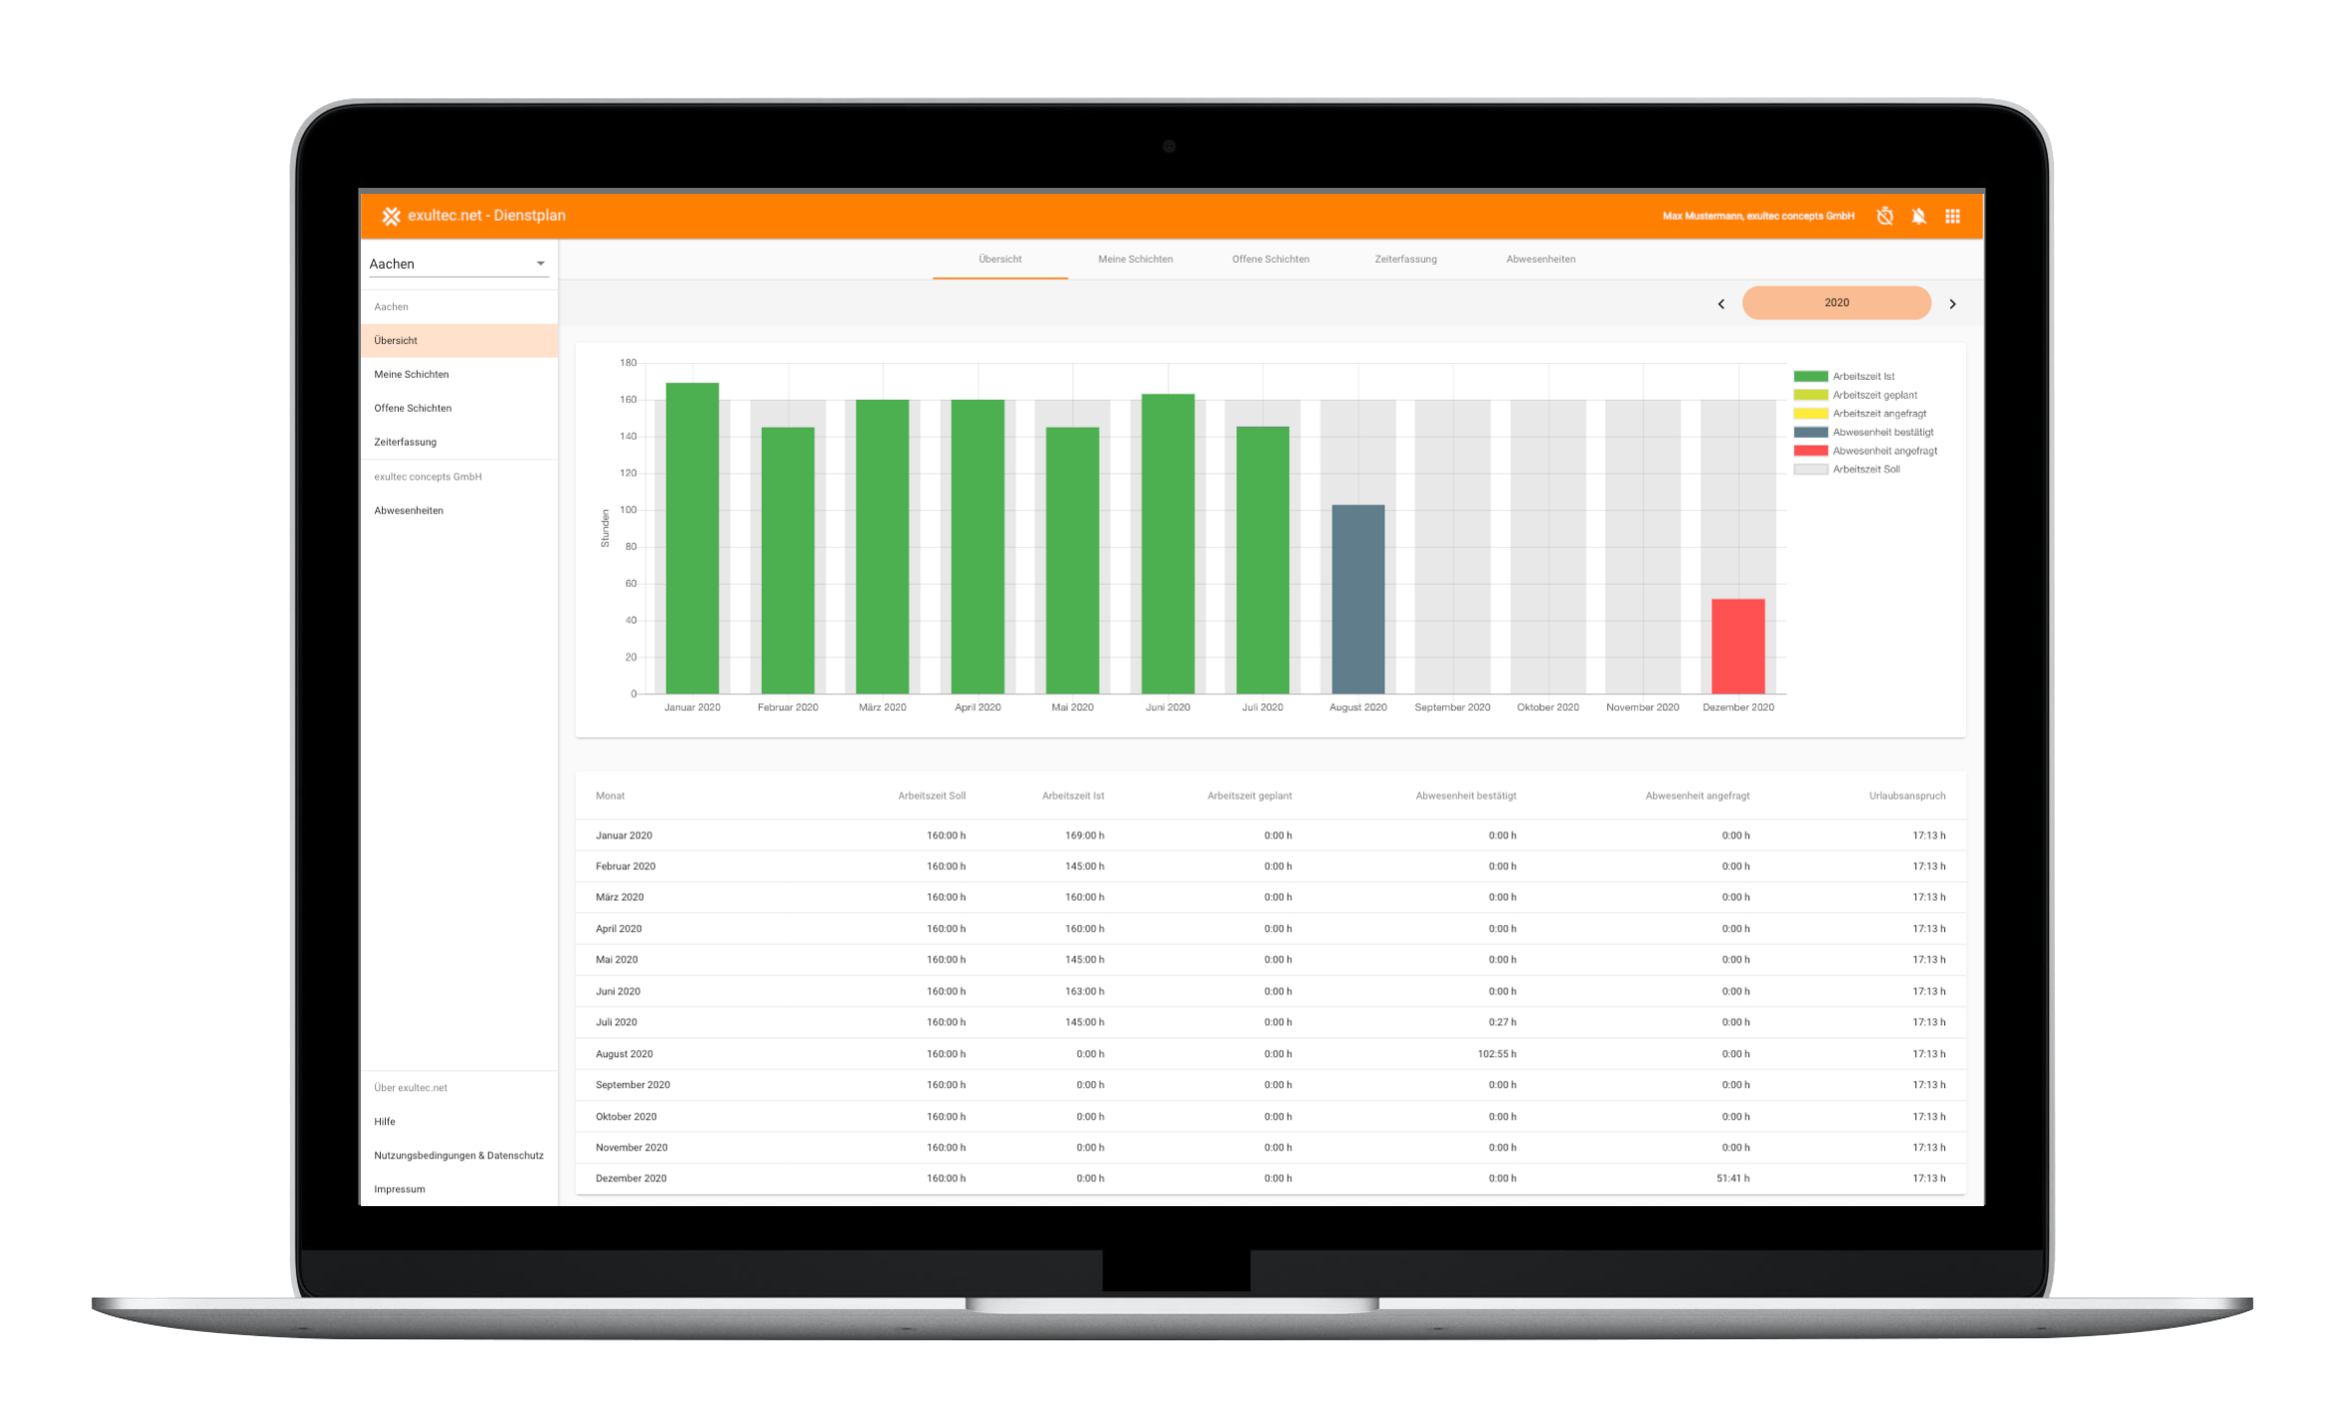 exultec.net - Dienstplan
Max Mustermann, exultec concepts GmbH
Aachen
Aachen
Übersicht
Meine Schichten
Offene Schichten
Zeiterfassung
exultec concepts GmbH
Abwesenheiten
Über exultec.net
Hilfe
Nutzungsbedingungen & Datenschutz
Impressum
Übersicht Meine Schichten Offene Schichten Zeiterfassung Abwesenheiten
2020
Stunden
180
160
140
120
100
80
60
40
20
0
Januar 2020 Februar 2020 März 2020 April 2020 Mai 2020 Juni 2020 Juli 2020 August 2020 September 2020 Oktober 2020 November 2020 Dezember 2020
Arbeitszeit Ist
Arbeitszeit geplant
Arbeitszeit angefragt
Abwesenheit bestätigt
Abwesenheit angefragt
Arbeitszeit Soll
Monat Arbeitszeit Soll Arbeitszeit Ist Arbeitszeit geplant Abwesenheit bestätigt Abwesenheit angefragt Urlaubsanspruch
Januar 2020 160:00 h 169:00 h 0:00 h 0:00 h 0:00 h 17:13 h
Februar 2020 160:00 h 145:00 h 0:00 h 0:00 h 0:00 h 17:13 h
März 2020 160:00 h 160:00 h 0:00 h 0:00 h 0:00 h 17:13 h
April 2020 160:00 h 160:00 h 0:00 h 0:00 h 0:00 h 17:13 h
Mai 2020 160:00 h 145:00 h 0:00 h 0:00 h 0:00 h 17:13 h
Juni 2020 160:00 h 163:00 h 0:00 h 0:00 h 0:00 h 17:13 h
Juli 2020 160:00 h 145:00 h 0:00 h 0:27 h 0:00 h 17:13 h
August 2020 160:00 h 0:00 h 0:00 h 102:55 h 0:00 h 17:13 h
September 2020 160:00 h 0:00 h 0:00 h 0:00 h 0:00 h 17:13 h
Oktober 2020 160:00 h 0:00 h 0:00 h 0:00 h 0:00 h 17:13 h
November 2020 160:00 h 0:00 h 0:00 h 0:00 h 0:00 h 17:13 h
Dezember 2020 160:00 h 0:00 h 0:00 h 0:00 h 51:41 h 17:13 h